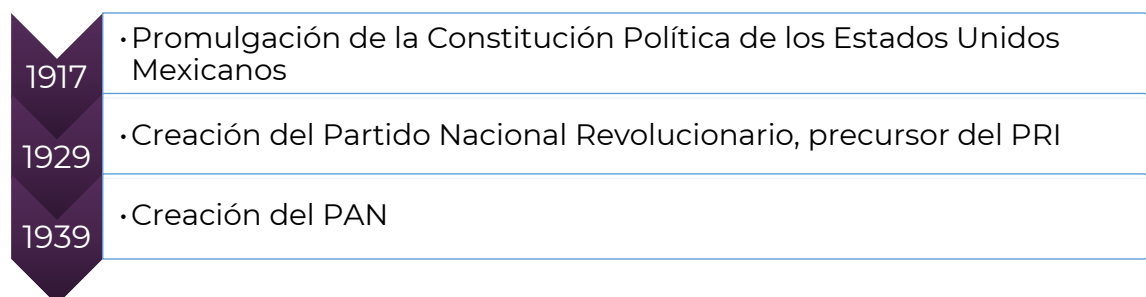 1917
·Promulgación de la Constitución Política de los Estados Unidos
Mexicanos
1929
·Creación del Partido Nacional Revolucionario, precursor del PRI
1939
·Creación del PAN